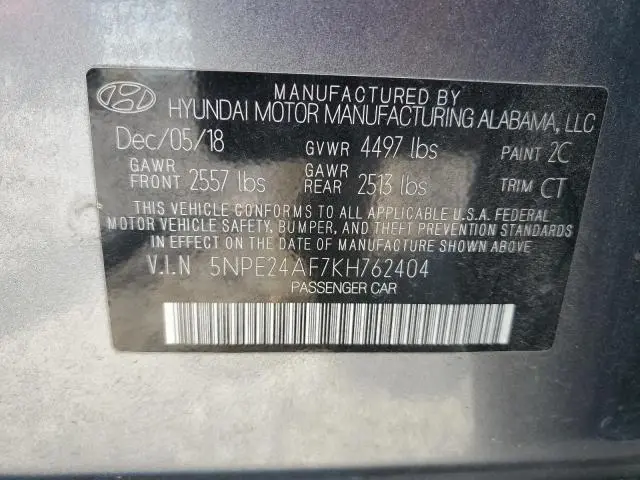 MANUFACTURED BY
HYUNDAI MOTOR MANUFACTURING ALABAMA, LLC
Dec/05/18 GVWR 4497 lbs PAINT 2C
GAWR FRONT 2557 lbs GAWR REAR 2513 lbs TRIM CT
THIS VEHICLE CONFORMS TO ALL APPLICABLE U.S.A. FEDERAL
MOTOR VEHICLE SAFETY, BUMPER, AND THEFT PREVENTION STANDARDS
IN EFFECT ON THE DATE OF MANUFACTURE SHOWN ABOVE.
V.I.N 5NPE24AF7KH762404
PASSENGER CAR